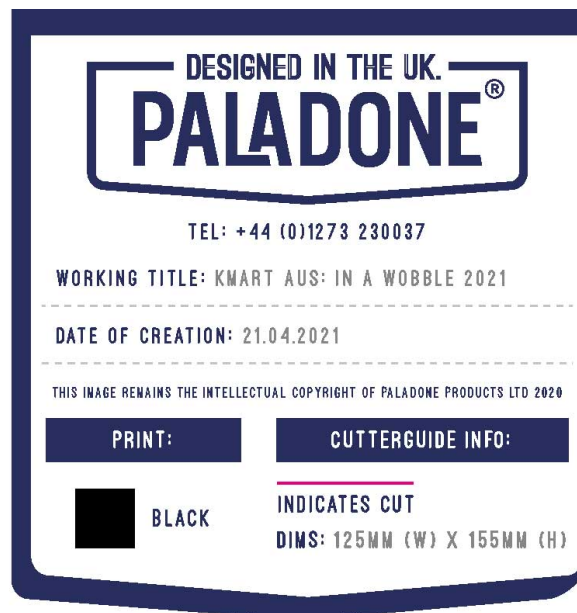 DESIGNED IN THE UK.
PALADONE®
TEL: +44 (0)1273 230037
WORKING TITLE: KMART AUS: IN A WOBBLE 2021
DATE OF CREATION: 21.04.2021
THIS IMAGE REMAINS THE INTELLECTUAL COPYRIGHT OF PALADONE PRODUCTS LTD 2020
PRINT:
BLACK
CUTTERGUIDE INFO:
INDICATES CUT
DIMS: 125MM (W) X 155MM (H)